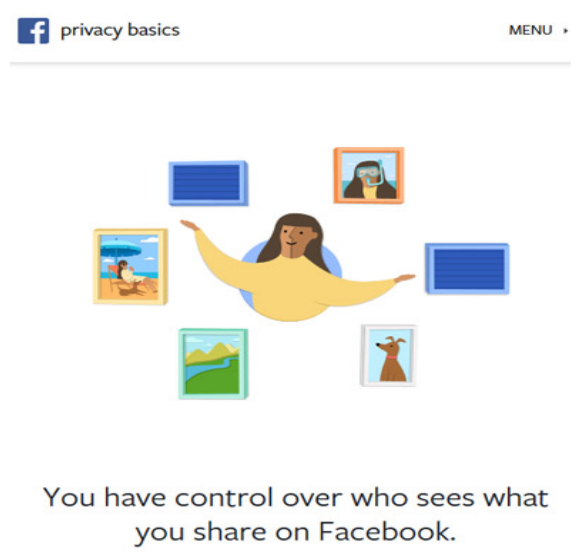 f privacy basics
MENU
You have control over who sees what
you share on Facebook.